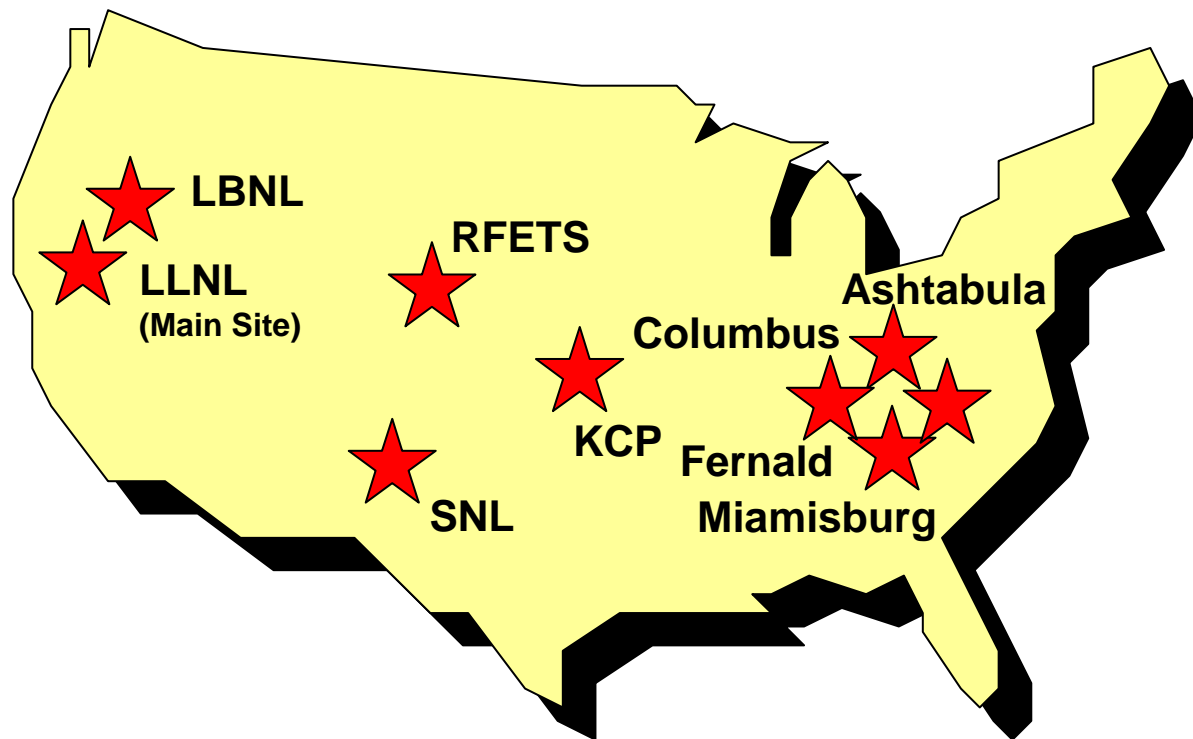 LBNL
LLNL
(Main Site)
RFETS
Ashtabula
Columbus
KCP
Fernald
SNL
Miamisburg